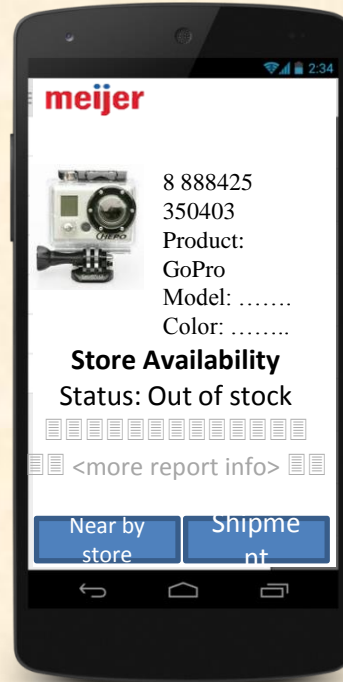 2:34
meijer
8 888425
350403
Product:
GoPro
Model: …….
Color: ……..
HERO
Store Availability
Status: Out of stock
<more report info>
Near by
store
Shipme
nt